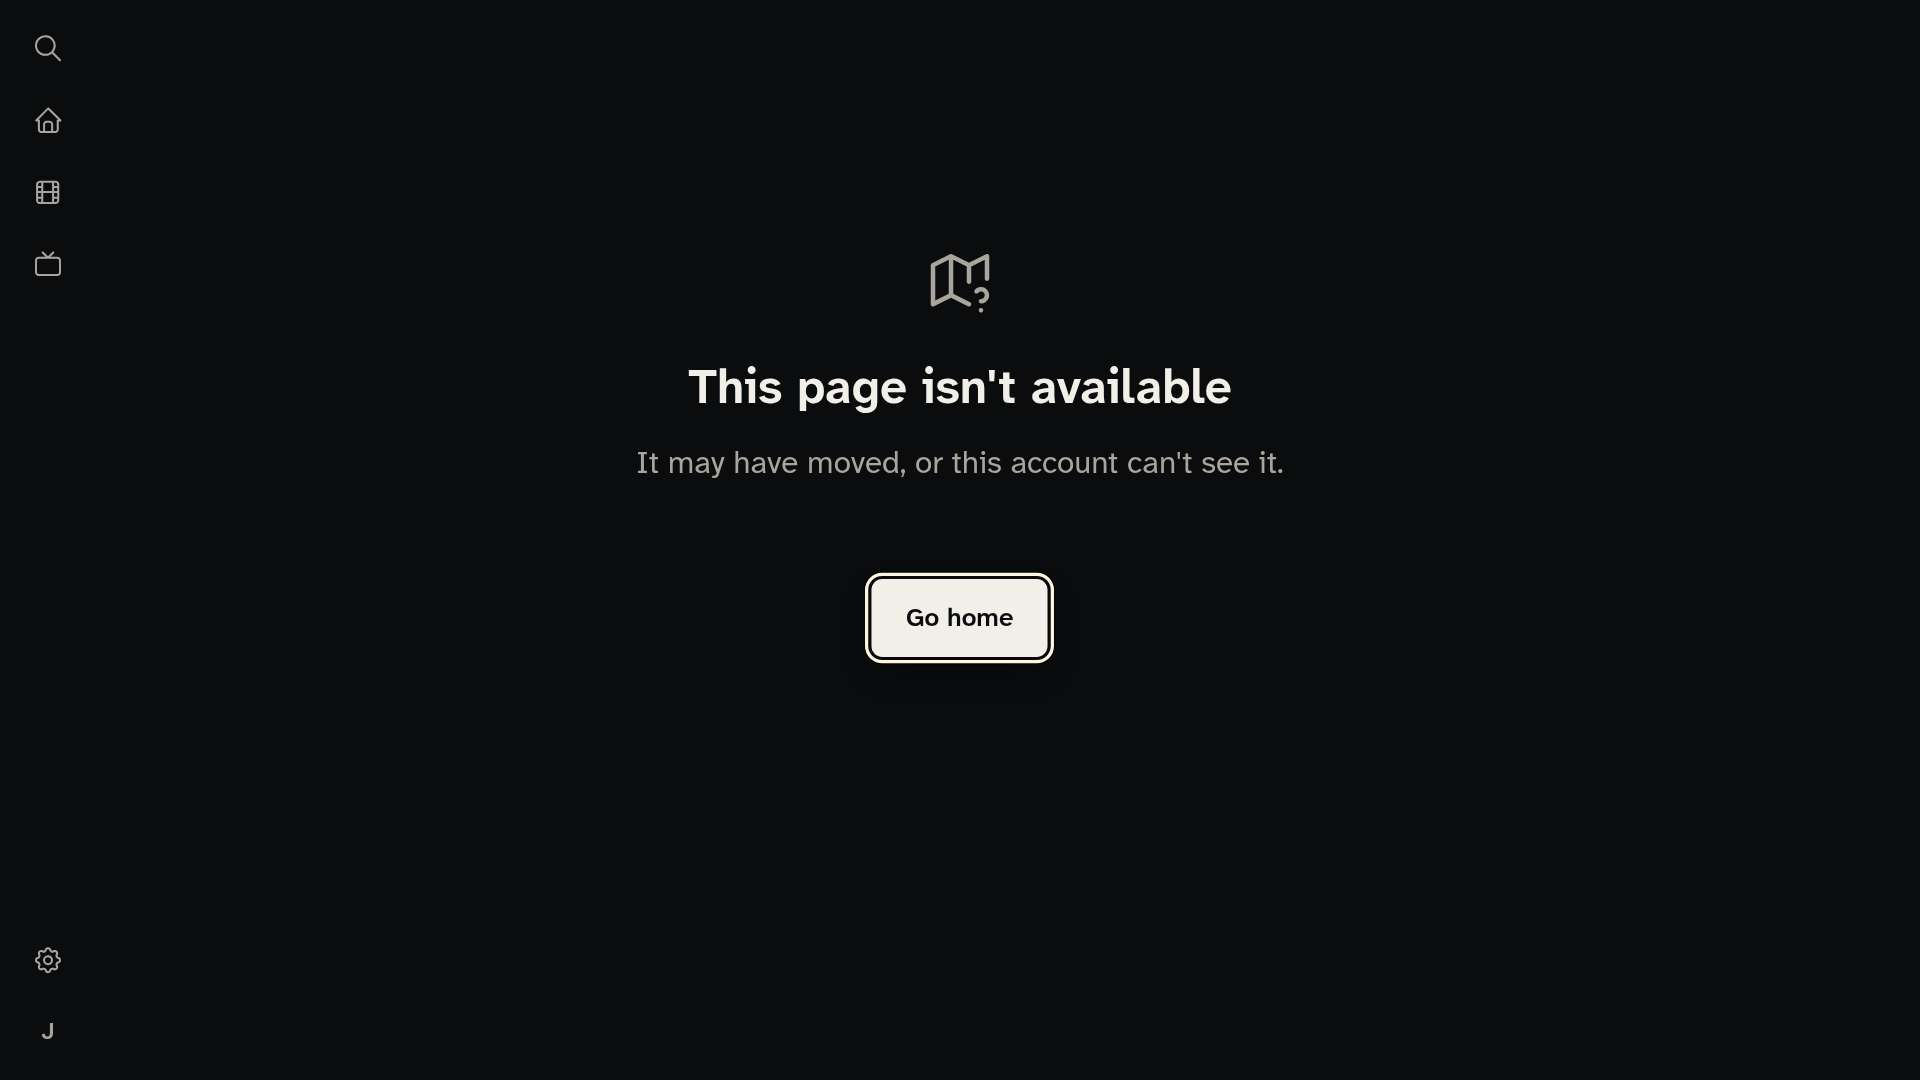 This page isn't available
It may have moved, or this account can't see it.
Go home
J